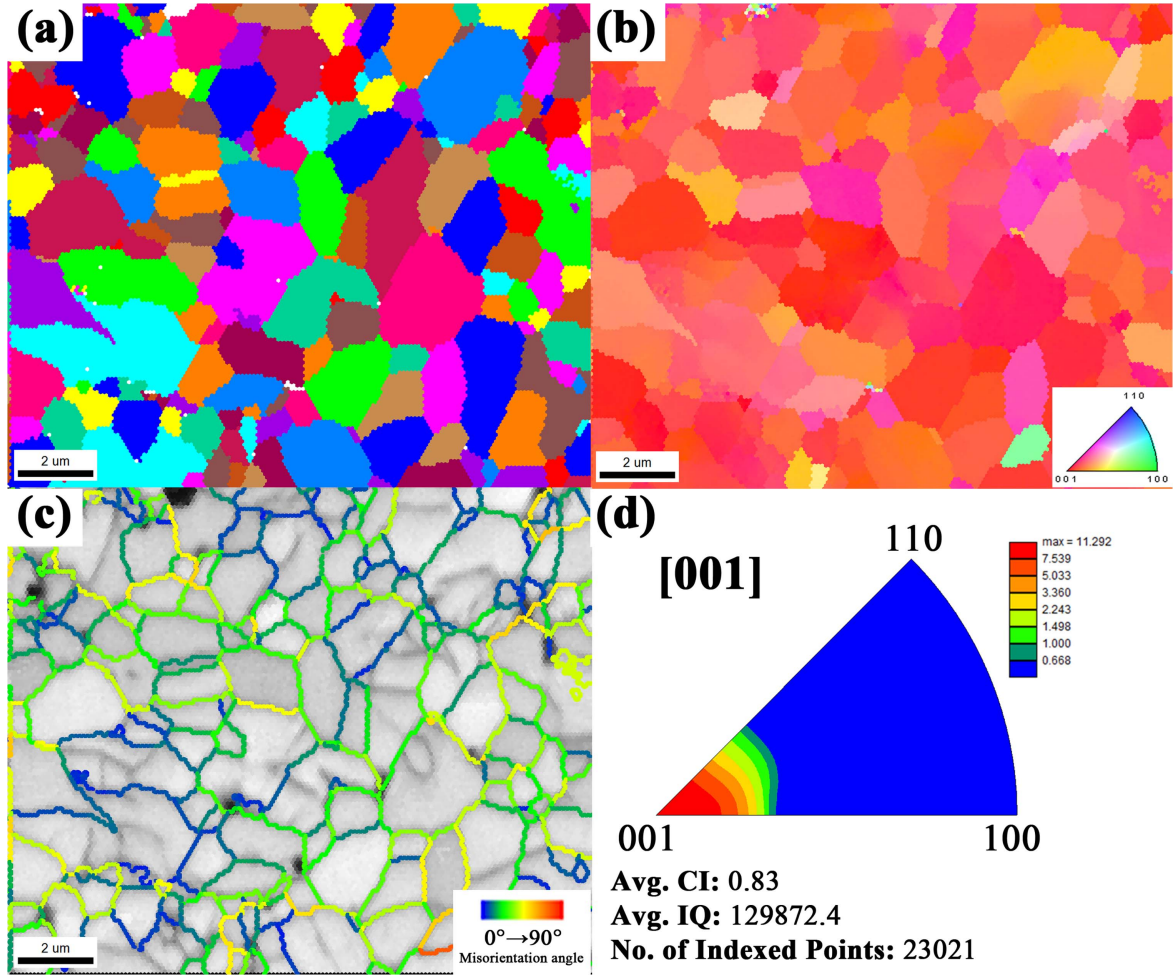 (a)
2 um
(b)
2 um
110
001
100
(c)
2 um
0°→90°
Misorientation angle
(d)
[001]
110
001
100
max = 11.292
7.539
5.033
3.360
2.243
1.498
1.000
0.668
Avg. CI: 0.83
Avg. IQ: 129872.4
No. of Indexed Points: 23021